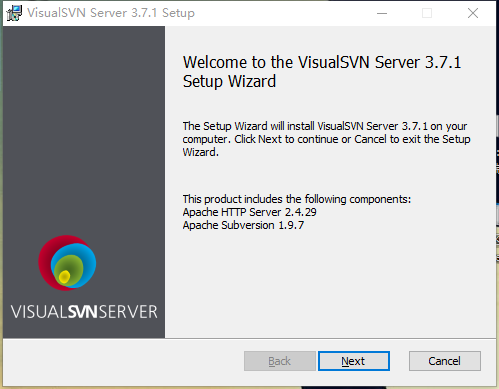 VisualSVN Server 3.7.1 Setup
Welcome to the VisualSVN Server 3.7.1
Setup Wizard
The Setup Wizard will install VisualSVN Server 3.7.1 on your
computer. Click Next to continue or Cancel to exit the Setup
Wizard.
This product includes the following components:
Apache HTTP Server 2.4.29
Apache Subversion 1.9.7
VISUALSVNSERVER
Back
Next
Cancel